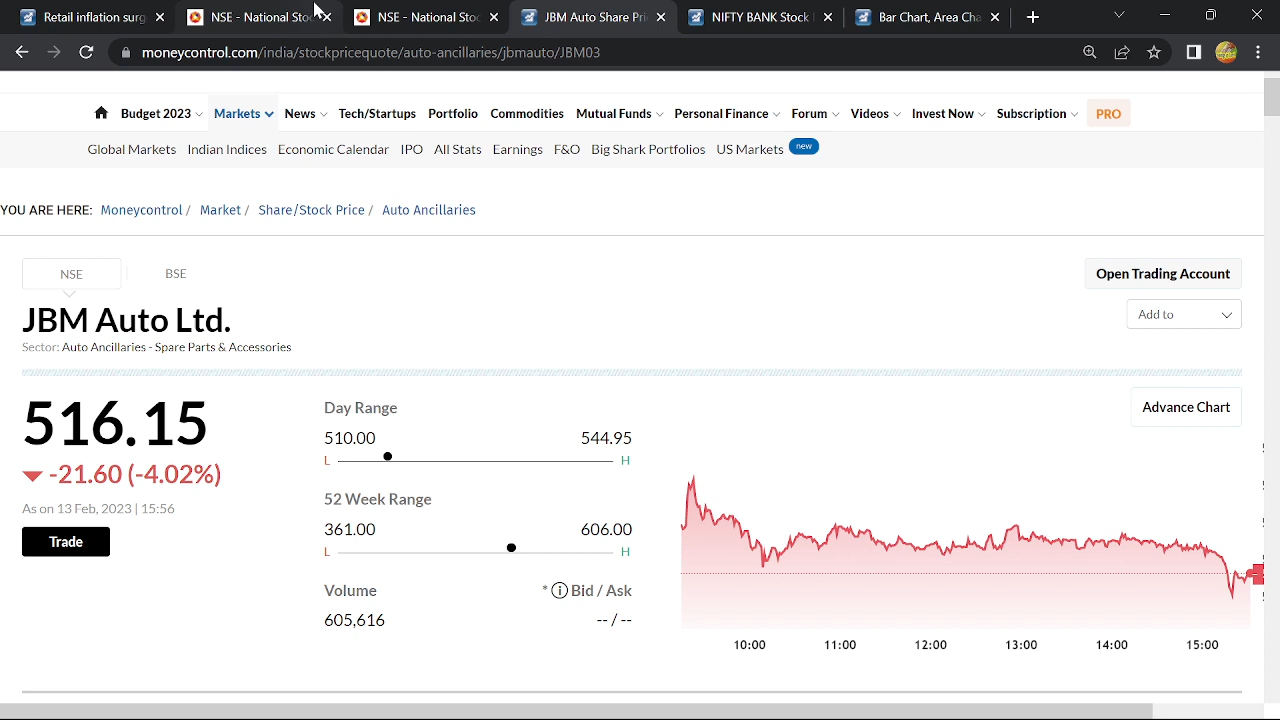 Retail inflation surg
NSE - National Sto
NSE - National Sto
JBM Auto Share Pri
NIFTY BANK Stock
Bar Chart, Area Cha
moneycontrol.com/india/stockpricequote/auto-ancillaries/jbmauto/JBM03
Budget 2023 Markets News Tech/Startups Portfolio Commodities Mutual Funds Personal Finance Forum Videos Invest Now Subscription PRO
Global Markets Indian Indices Economic Calendar IPO All Stats Earnings F&O Big Shark Portfolios US Markets new
YOU ARE HERE: Moneycontrol / Market / Share/Stock Price / Auto Ancillaries
NSE BSE
Open Trading Account
JBM Auto Ltd.
Add to
Sector: Auto Ancillaries - Spare Parts & Accessories
516.15
-21.60 (-4.02%)
As on 13 Feb, 2023 | 15:56
Trade
Day Range
510.00 544.95
L H
52 Week Range
361.00 606.00
L H
Volume * i Bid / Ask
605,616 -- / --
Advance Chart
10:00 11:00 12:00 13:00 14:00 15:00